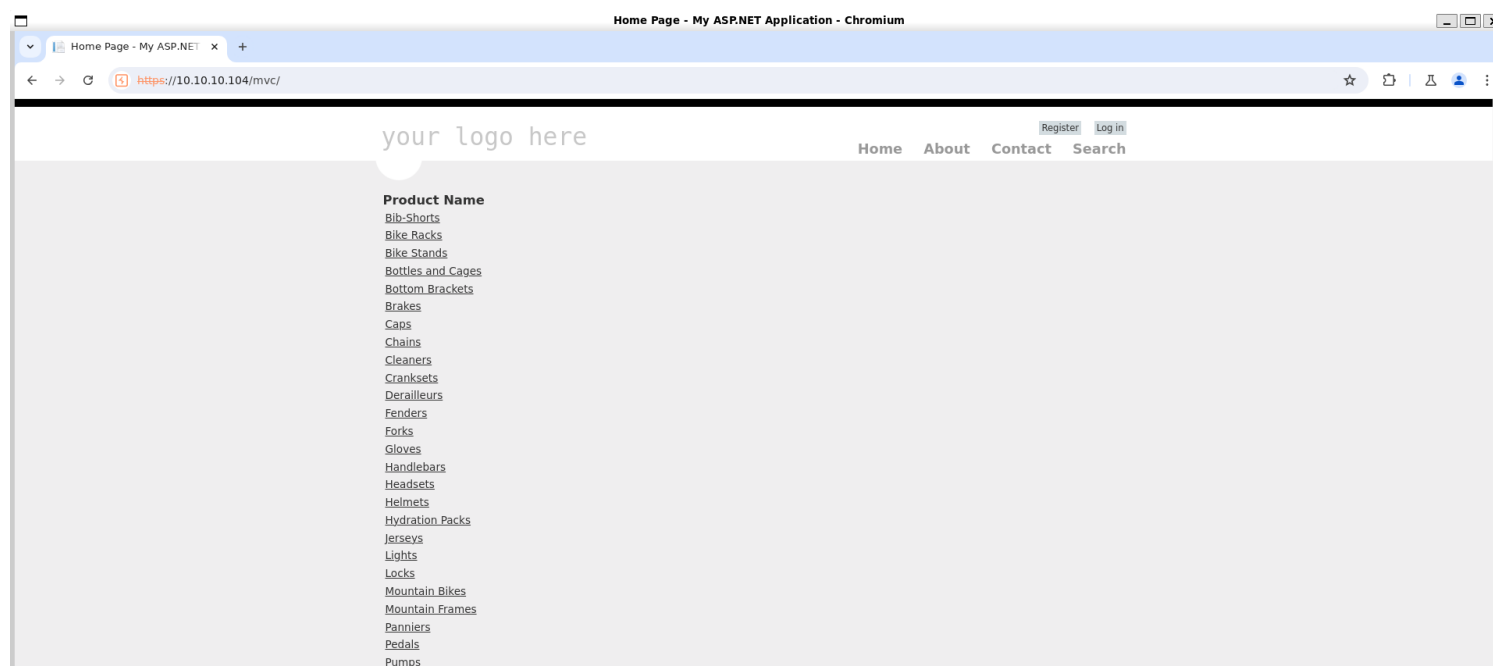 Home Page - My ASP.NET Application - Chromium
Home Page - My ASP.NET
https://10.10.10.104/mvc/
your logo here
Register Log in
Home About Contact Search
Product Name
Bib-Shorts
Bike Racks
Bike Stands
Bottles and Cages
Bottom Brackets
Brakes
Caps
Chains
Cleaners
Cranksets
Derailleurs
Fenders
Forks
Gloves
Handlebars
Headsets
Helmets
Hydration Packs
Jerseys
Lights
Locks
Mountain Bikes
Mountain Frames
Panniers
Pedals
Pumps